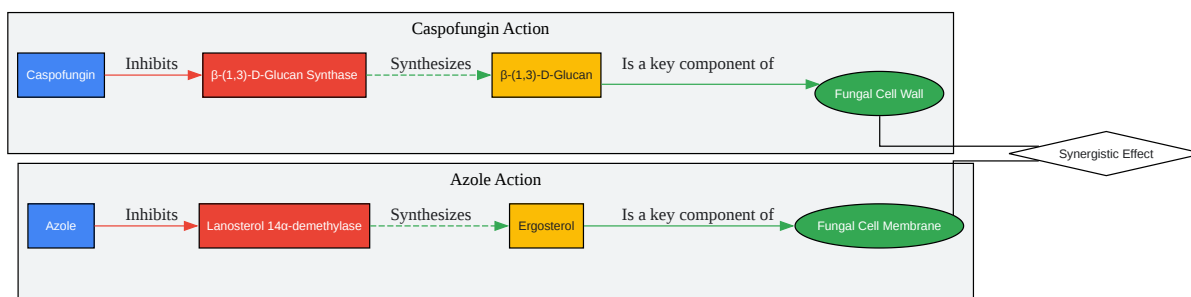 Caspofungin Action
Caspofungin
Inhibits
β-(1,3)-D-Glucan Synthase
Synthesizes
β-(1,3)-D-Glucan
Is a key component of
Fungal Cell Wall
Synergistic Effect
Azole Action
Azole
Inhibits
Lanosterol 14α-demethylase
Synthesizes
Ergosterol
Is a key component of
Fungal Cell Membrane